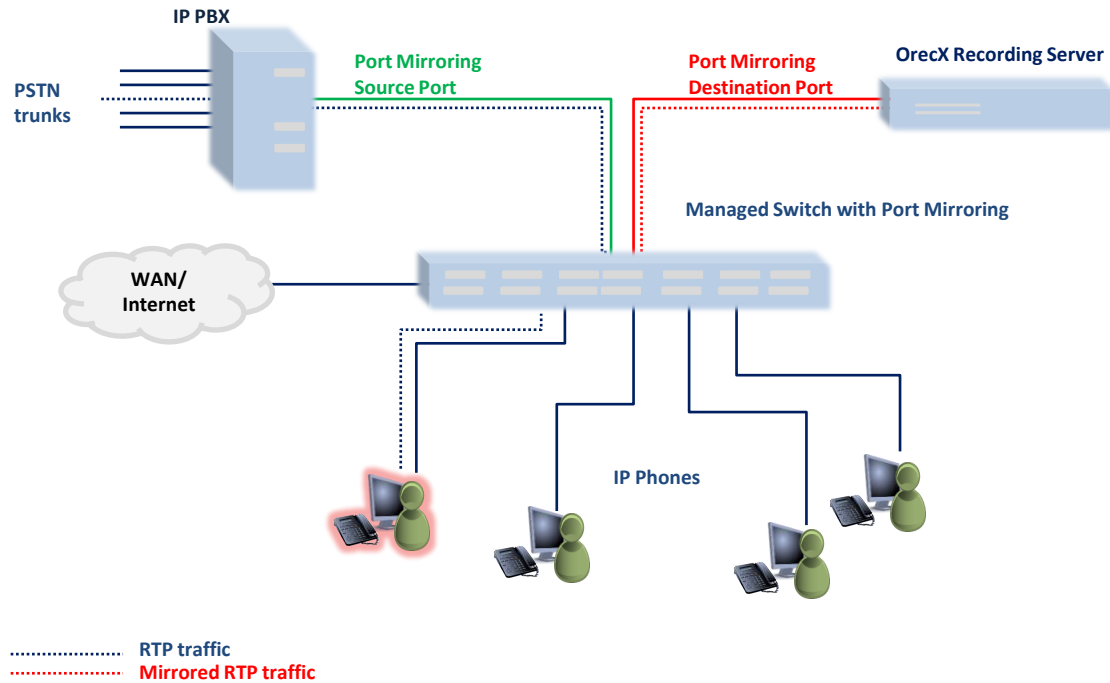 IP PBX
Port Mirroring
Source Port
Port Mirroring
Destination Port
OrecX Recording Server
PSTN
trunks
Managed Switch with Port Mirroring
WAN/
Internet
IP Phones
RTP traffic
Mirrored RTP traffic